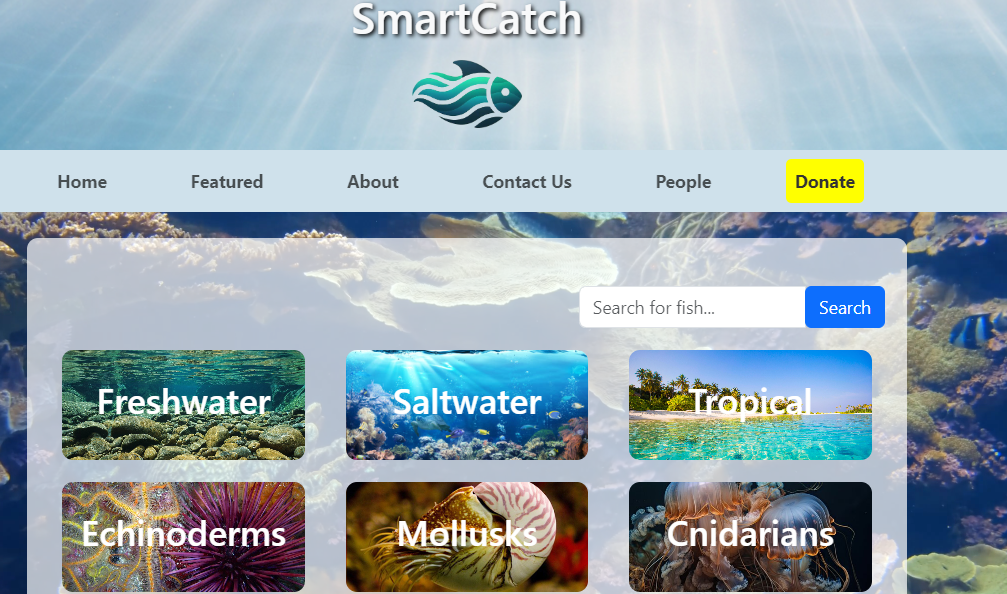 SmartCatch
Home Featured About Contact Us People Donate
Search for fish... Search
Freshwater Saltwater Tropical
Echinoderms Mollusks Cnidarians